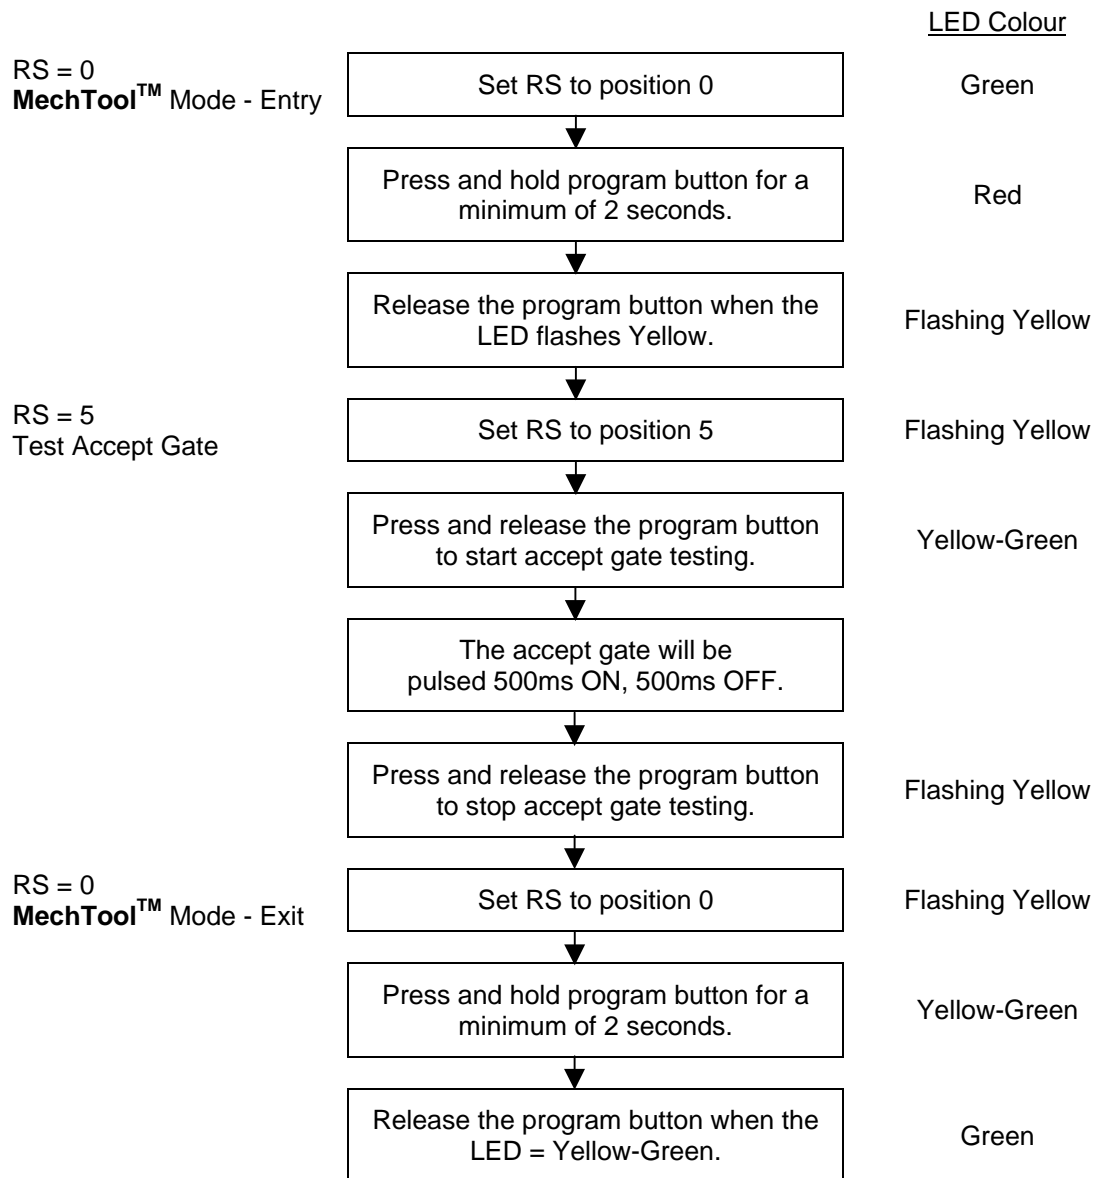 LED Colour
RS = 0
MechTool™ Mode - Entry
Set RS to position 0
Green
Press and hold program button for a
minimum of 2 seconds.
Red
Release the program button when the
LED flashes Yellow.
Flashing Yellow
RS = 5
Test Accept Gate
Set RS to position 5
Flashing Yellow
Press and release the program button
to start accept gate testing.
Yellow-Green
The accept gate will be
pulsed 500ms ON, 500ms OFF.
Press and release the program button
to stop accept gate testing.
Flashing Yellow
RS = 0
MechTool™ Mode - Exit
Set RS to position 0
Flashing Yellow
Press and hold program button for a
minimum of 2 seconds.
Yellow-Green
Release the program button when the
LED = Yellow-Green.
Green